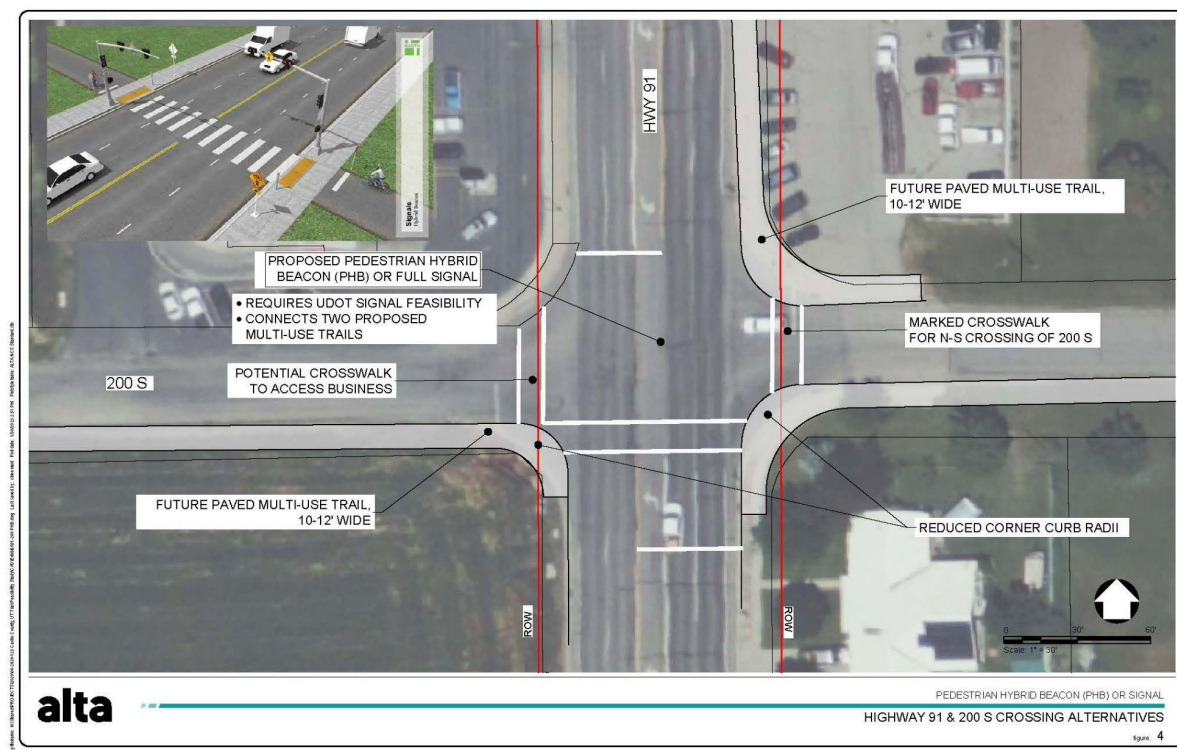 Signals
Hybrid Beacon
HWY 91
FUTURE PAVED MULTI-USE TRAIL,
10-12' WIDE
PROPOSED PEDESTRIAN HYBRID
BEACON (PHB) OR FULL SIGNAL
• REQUIRES UDOT SIGNAL FEASIBILITY
• CONNECTS TWO PROPOSED
MULTI-USE TRAILS
MARKED CROSSWALK
FOR N-S CROSSING OF 200 S
200 S
POTENTIAL CROSSWALK
TO ACCESS BUSINESS
FUTURE PAVED MULTI-USE TRAIL,
10-12' WIDE
REDUCED CORNER CURB RADII
ROW
ROW
0 30' 60'
Scale: 1" = 30'
alta
PEDESTRIAN HYBRID BEACON (PHB) OR SIGNAL
HIGHWAY 91 & 200 S CROSSING ALTERNATIVES
figure 4